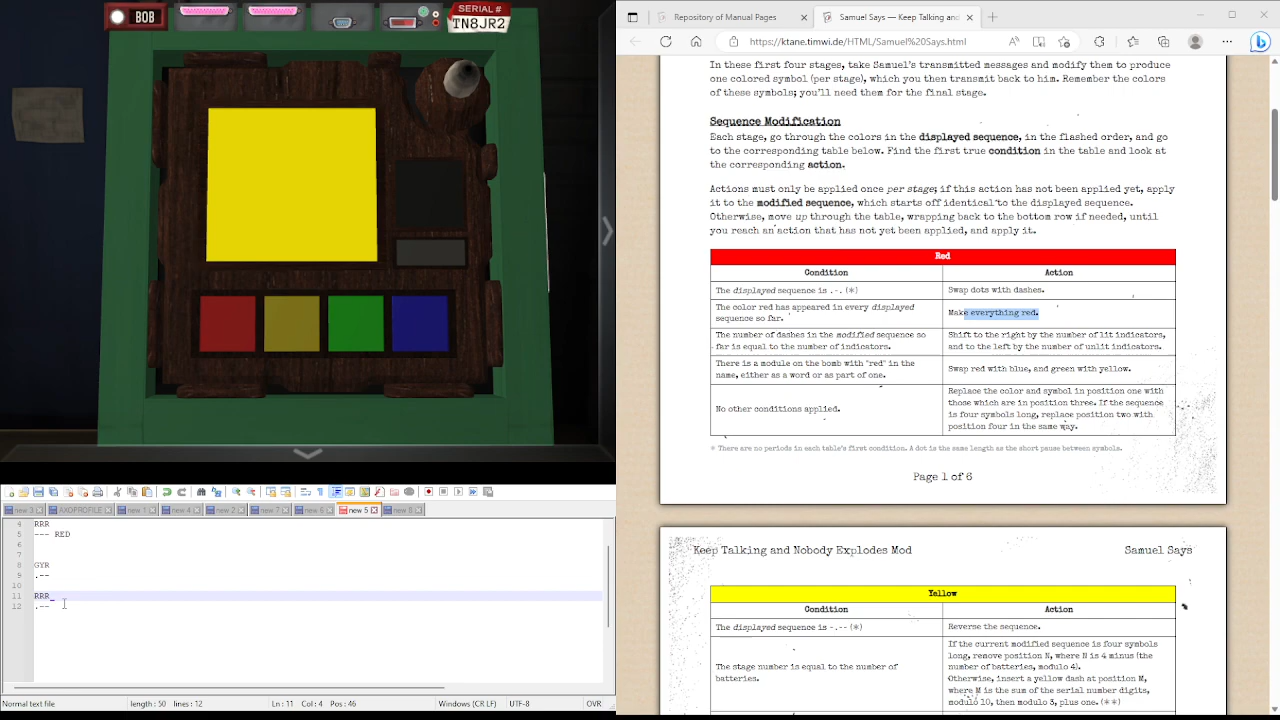 BOB
SERIAL #
TN8JR2
Repository of Manual Pages
Samuel Says — Keep Talking and
https://ktane.timwi.de/HTML/Samuel%20Says.html
In these first four stages, take Samuel's transmitted messages and modify them to produce
one colored symbol (per stage), which you then transmit back to him. Remember the colors
of these symbols; you'll need them for the final stage.
Sequence Modification
Each stage, go through the colors in the displayed sequence, in the flashed order, and go
to the corresponding table below. Find the first true condition in the table and look at
the corresponding action.
Actions must only be applied once per stage; if this action has not been applied yet, apply
it to the modified sequence, which starts off identical to the displayed sequence.
Otherwise, move up through the table, wrapping back to the bottom row if needed, until
you reach an action that has not yet been applied, and apply it.
Red
Condition Action
The displayed sequence is .-. (*) Swap dots with dashes.
The color red has appeared in every displayed
sequence so far.
Make everything red.
The number of dashes in the modified sequence so
far is equal to the number of indicators.
Shift to the right by the number of lit indicators,
and to the left by the number of unlit indicators.
There is a module on the bomb with "red" in the
name, either as a word or as part of one.
Swap red with blue, and green with yellow.
No other conditions applied.
Replace the color and symbol in position one with
those which are in position three. If the sequence
is four symbols long, replace position two with
position four in the same way.
* There are no periods in each table's first condition. A dot is the same length as the short pause between symbols.
Page 1 of 6
Keep Talking and Nobody Explodes Mod Samuel Says
Yellow
Condition Action
The displayed sequence is -.-- (*) Reverse the sequence.
The stage number is equal to the number of
batteries.
If the current modified sequence is four symbols
long, remove position N, where N is 4 minus (the
number of batteries, modulo 4).
Otherwise, insert a yellow dash at position M,
where M is the sum of the serial number digits,
modulo 10, then modulo 3, plus one. (**)
new 3 AXOPROFILE new 1 new 4 new 2 new 7 new 6 new 5 new 8
4 RRR
5 --- RED
6
7
8 GYR
9 .--
10
11 RRR_
12 .--
Normal text file length : 50 lines : 12 Ln : 11 Col : 4 Pos : 46 Windows (CR LF) UTF-8 OVR